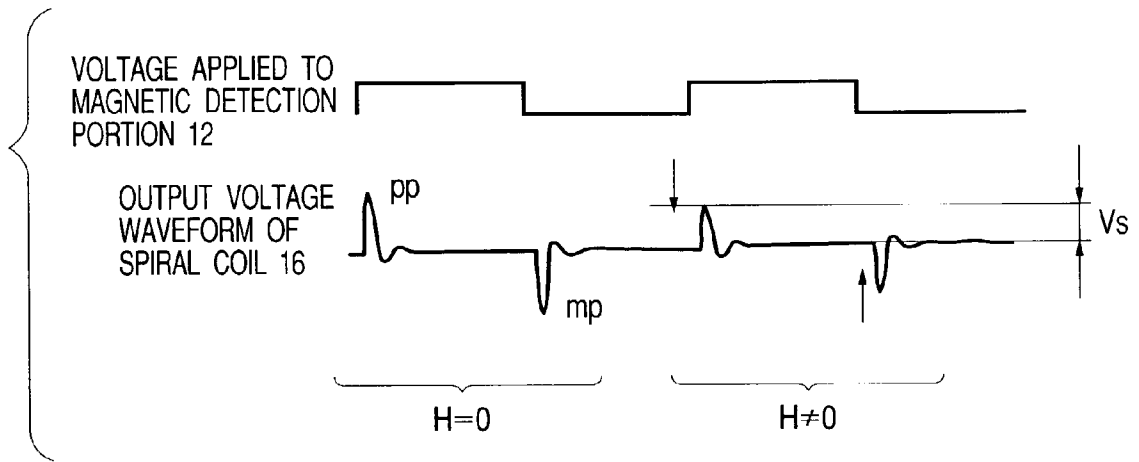 VOLTAGE APPLIED TO
MAGNETIC DETECTION
PORTION 12
OUTPUT VOLTAGE
WAVEFORM OF
SPIRAL COIL 16
pp
mp
Vs
H=0
H≠0